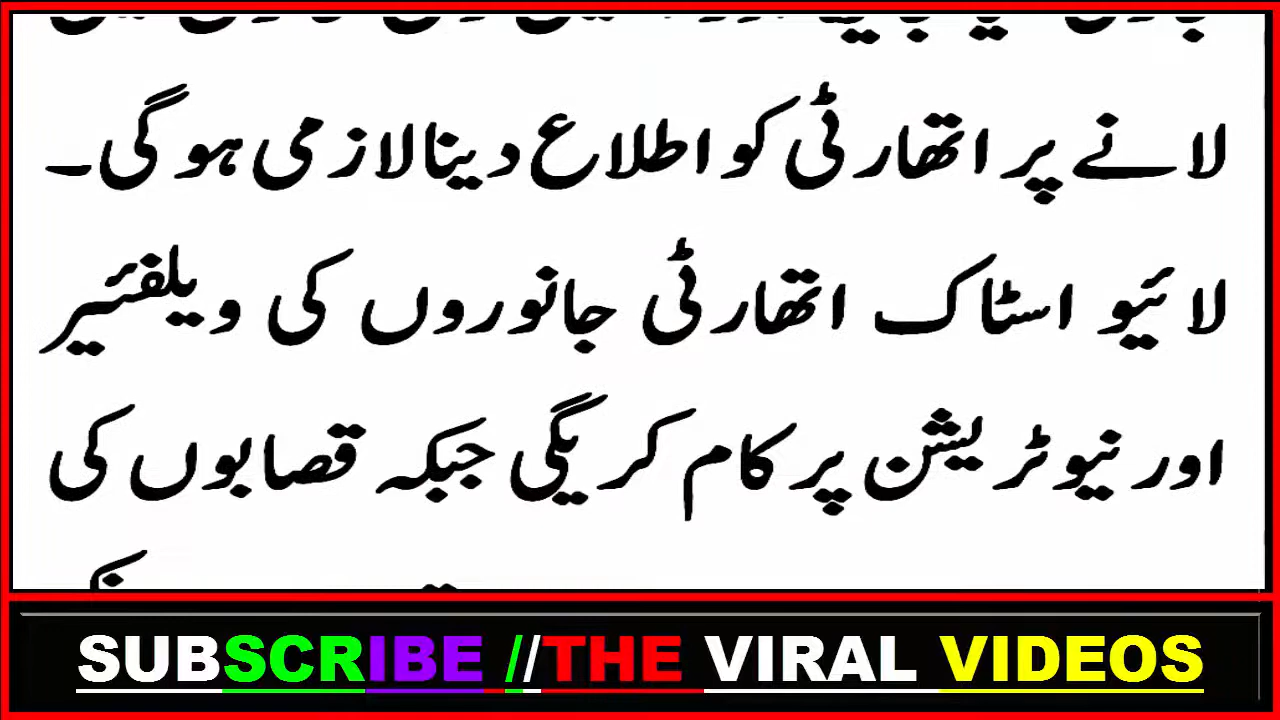 لانے پر اتھارٹی کو اطلاع دینا لازمی ہو گی۔
لائیو اسٹاک اتھارٹی جانوروں کی ویلفئیر
اور نیوٹریشن پر کام کریگی جبکہ قصابوں کی
SUBSCRIBE //THE VIRAL VIDEOS